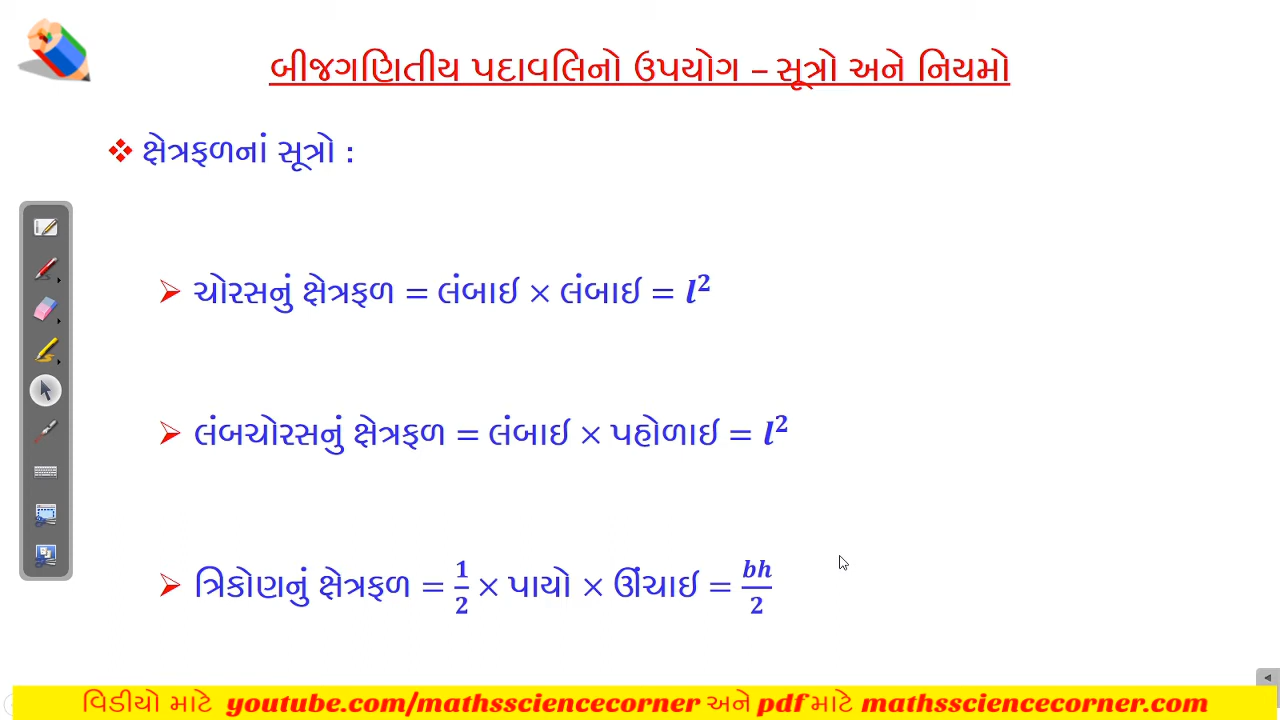 બીજગણિતીય પદાવલિનો ઉપયોગ – સૂત્રો અને નિયમો
❖ ક્ષેત્રફળનાં સૂત્રો :
➢ ચોરસનું ક્ષેત્રફળ = લંબાઈ × લંબાઈ = l²
➢ લંબચોરસનું ક્ષેત્રફળ = લંબાઈ × પહોળાઈ = l²
➢ ત્રિકોણનું ક્ષેત્રફળ = 1/2 × પાયો × ઊંચાઈ = bh/2
વિડીયો માટે youtube.com/mathssciencecorner અને pdf માટે mathssciencecorner.com